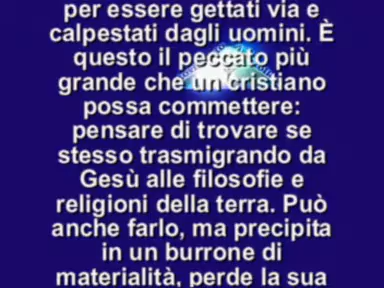 per essere gettati via e
calpestati dagli uomini. È
questo il peccato più
grande che un cristiano
possa commettere:
pensare di trovare se
stesso trasmigrando da
Gesù alle filosofie e
religioni della terra. Può
anche farlo, ma precipita
in un burrone di
materialità, perde la sua